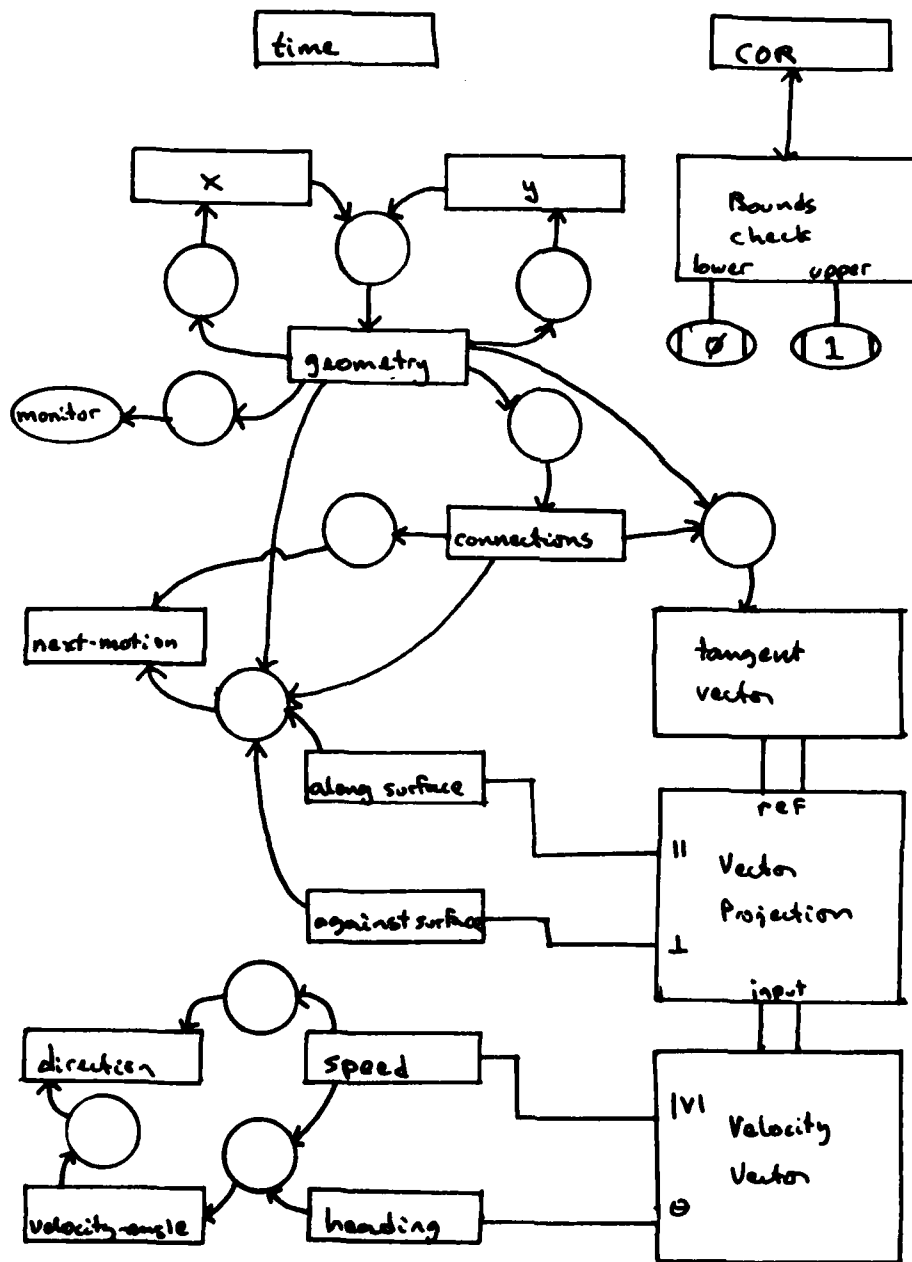 time
COR
x
y
Bounds
check
lower upper
0 1
geometry
monitor
connections
next-motion
tangent
vector
along surface
ref
||
Vector
Projection
against surface
⊥
input
direction
speed
|V|
Velocity
Vector
velocity-angle
heading
θ